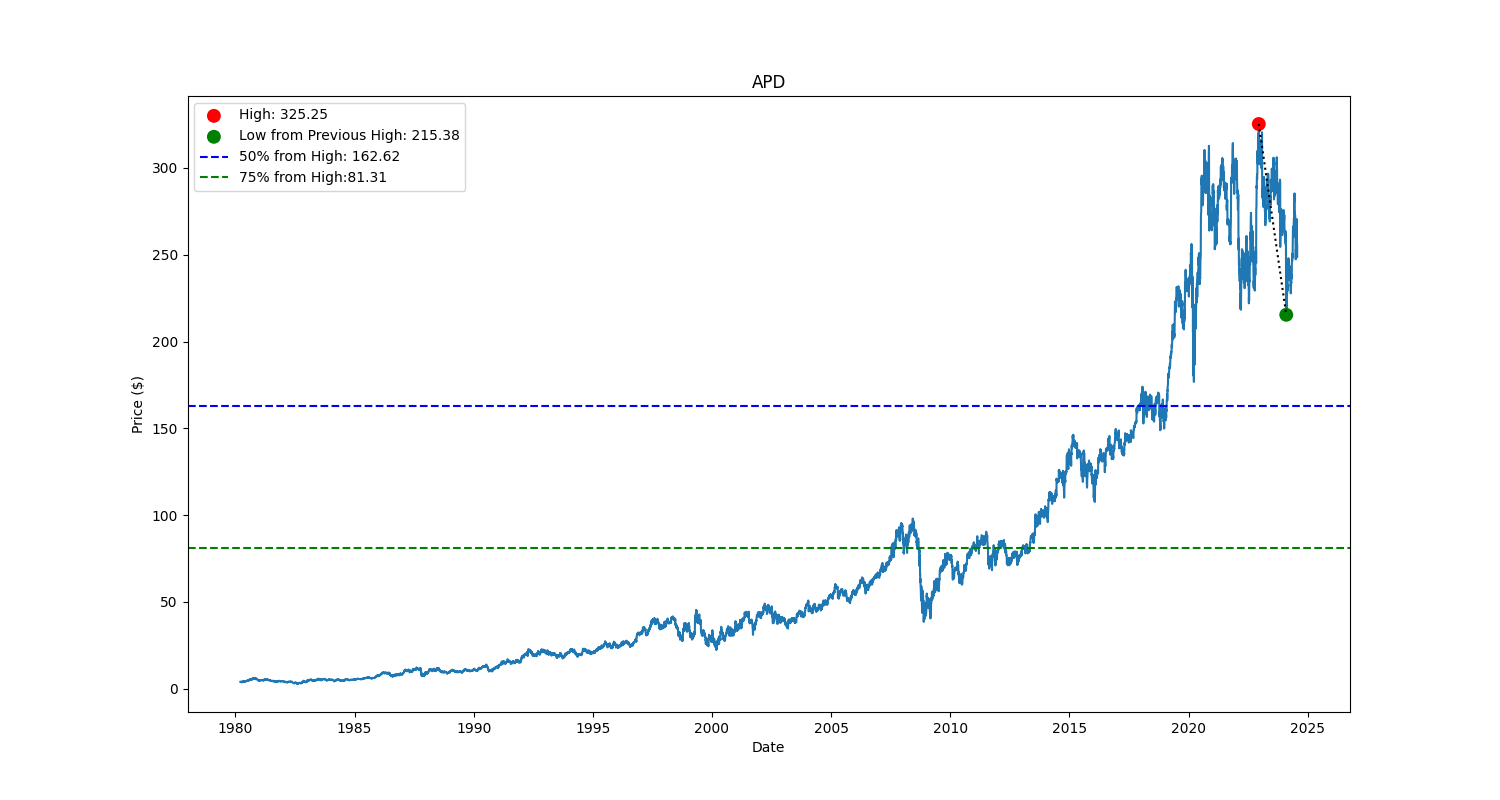 APD
High: 325.25
Low from Previous High: 215.38
50% from High: 162.62
75% from High:81.31
Price ($)
300
250
200
150
100
50
0
1980 1985 1990 1995 2000 2005 2010 2015 2020 2025
Date